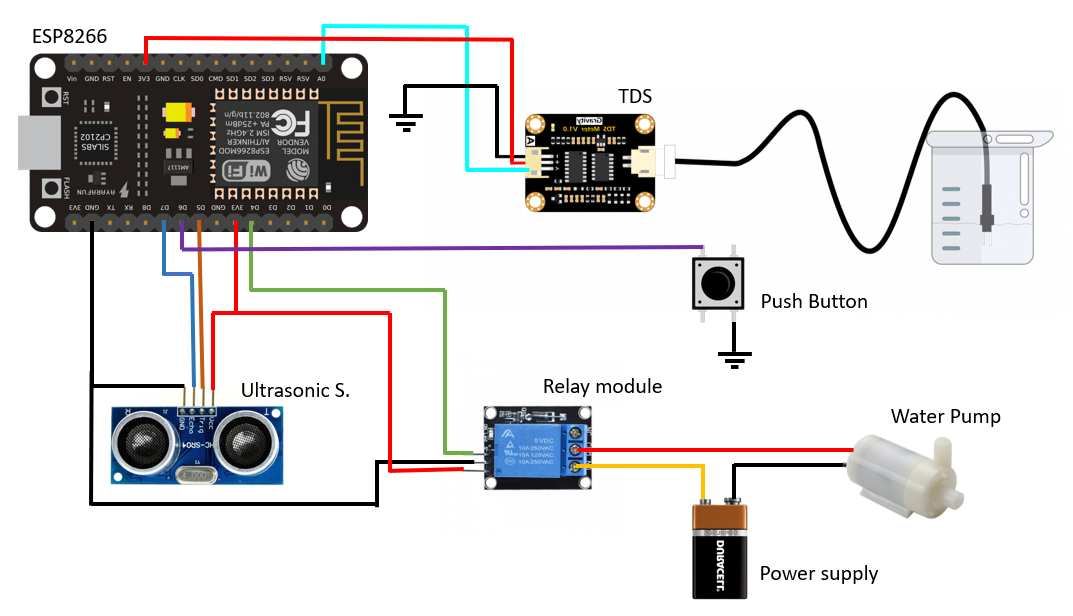 ESP8266
Vin GND RST EN 3V3 GND CLK SD0 CMD SD1 SD2 SD3 RSV RSV A0
RST
SILABS
CP2102
AM1117
FLASH
AYARAFUN
MODEL
VENDOR
ESP8266MOD
AI/THINKER
ISM 2.4GHz
PA +25dBm
802.11b/g/n
FC
Wi Fi
3V3 GND TX RX D8 D7 D6 D5 GND 3V3 D4 D3 D2 D1 D0
TDS
Gravity
TDS Meter V1.0
A
Push Button
Ultrasonic S.
GND
Echo
Trig
Vcc
R
T
HC-SR04
Relay module
5VDC
10A 250VAC
15A 125VAC
10A 250VAC
Water Pump
DURACELL
Power supply